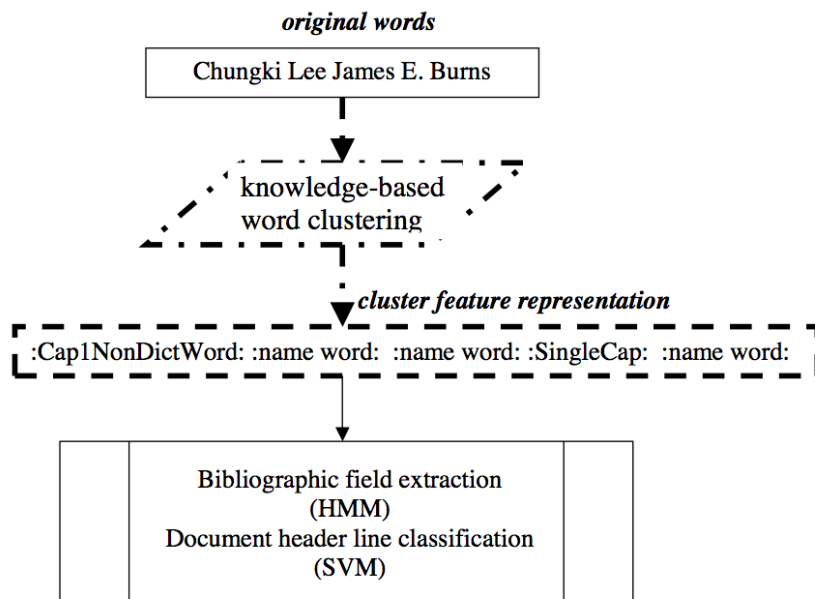 original words
Chungki Lee James E. Burns
knowledge-based
word clustering
cluster feature representation
:Cap1NonDictWord: :name word: :name word: :SingleCap: :name word:
Bibliographic field extraction
(HMM)
Document header line classification
(SVM)